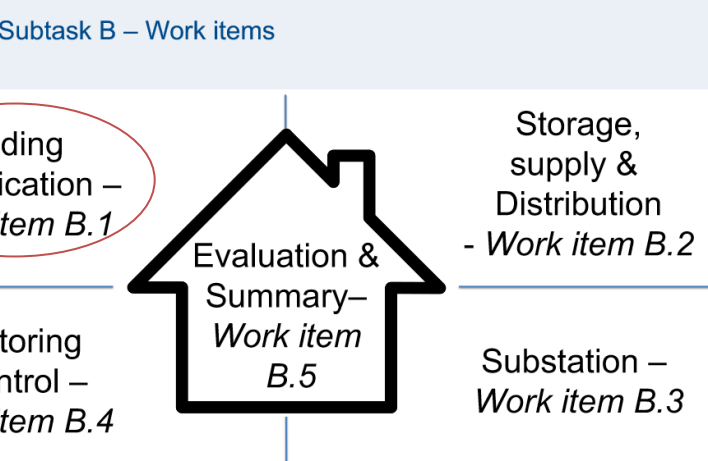 Subtask B – Work items
ding
ication –
tem B.1
Storage,
supply &
Distribution
- Work item B.2
Evaluation &
Summary–
Work item
B.5
toring
ntrol –
tem B.4
Substation –
Work item B.3